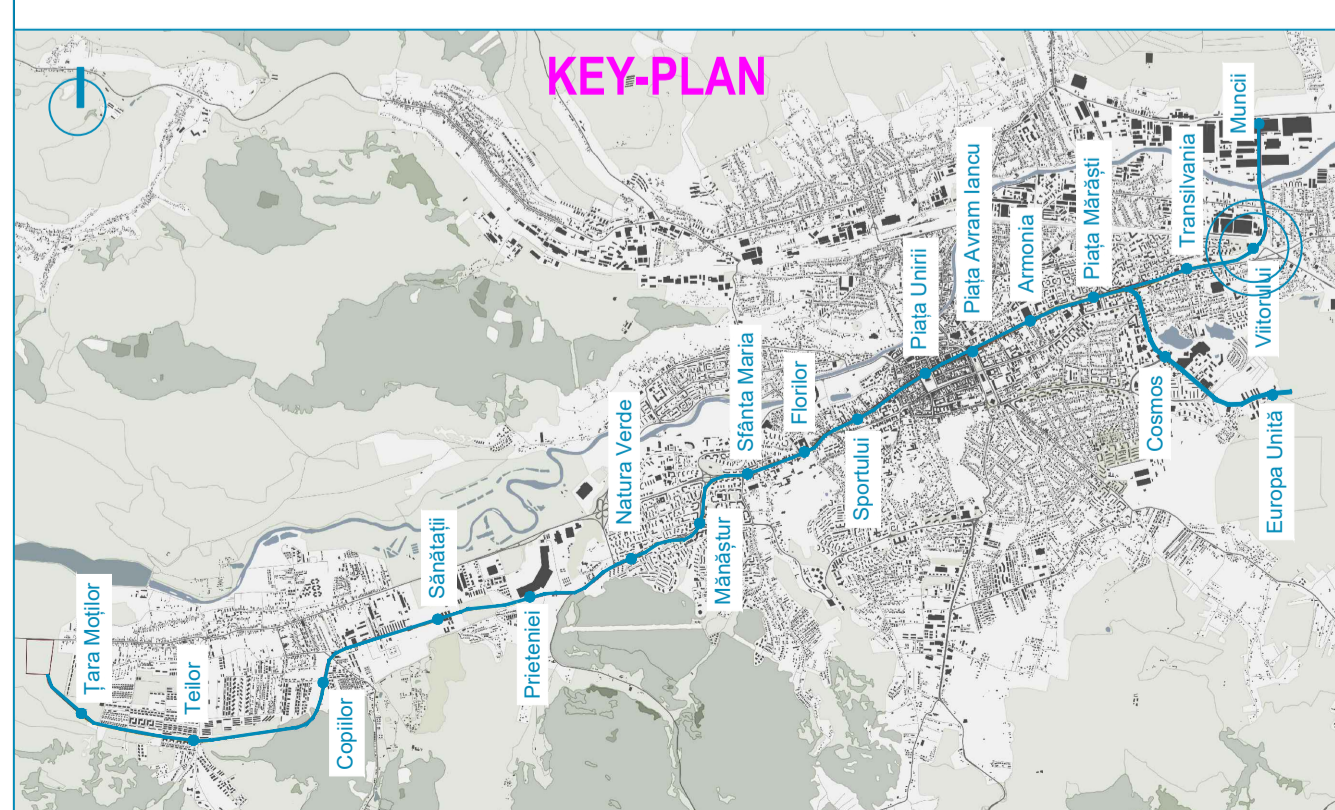 KEY-PLAN
Țara Moților
Teilor
Copiilor
Sănătații
Prieteniei
Natura Verde
Mănăștur
Sfânta Maria
Florilor
Sportului
Piața Unirii
Piața Avram Iancu
Armonia
Piața Mărăști
Transilvania
Viitorului
Muncii
Cosmos
Europa Unită